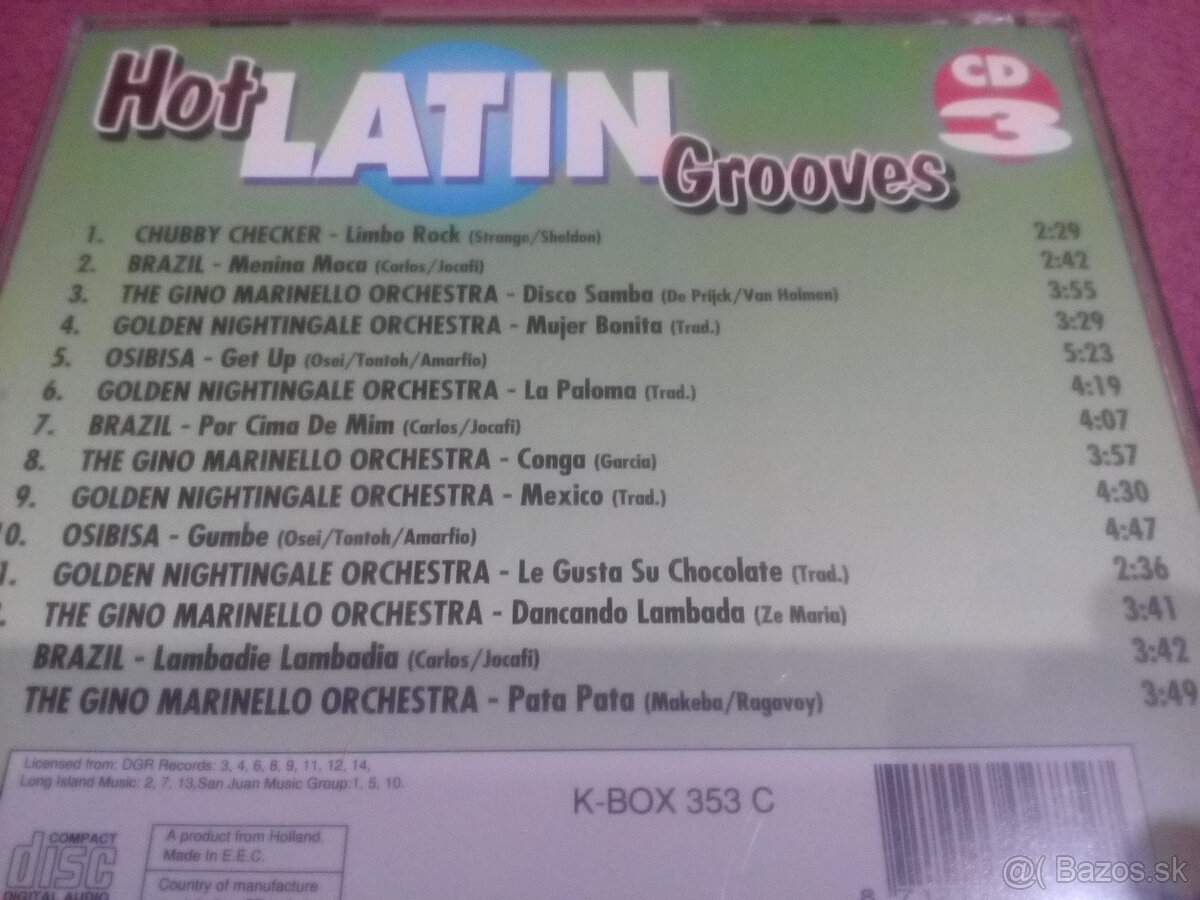 Hot LATIN Grooves
CD 3
1. CHUBBY CHECKER - Limbo Rock (Strange/Sheldon) 2:29
2. BRAZIL - Menina Moca (Carlos/Jocafi) 2:42
3. THE GINO MARINELLO ORCHESTRA - Disco Samba (De Prijck/Van Holmen) 3:55
4. GOLDEN NIGHTINGALE ORCHESTRA - Mujer Bonita (Trad.) 3:29
5. OSIBISA - Get Up (Osei/Tontoh/Amarfio) 5:23
6. GOLDEN NIGHTINGALE ORCHESTRA - La Paloma (Trad.) 4:19
7. BRAZIL - Por Cima De Mim (Carlos/Jocafi) 4:07
8. THE GINO MARINELLO ORCHESTRA - Conga (Garcia) 3:57
9. GOLDEN NIGHTINGALE ORCHESTRA - Mexico (Trad.) 4:30
10. OSIBISA - Gumbe (Osei/Tontoh/Amarfio) 4:47
1. GOLDEN NIGHTINGALE ORCHESTRA - Le Gusta Su Chocolate (Trad.) 2:36
THE GINO MARINELLO ORCHESTRA - Dancando Lambada (Ze Maria) 3:41
BRAZIL - Lambadie Lambadia (Carlos/Jocafi) 3:42
THE GINO MARINELLO ORCHESTRA - Pata Pata (Makeba/Ragavoy) 3:49
Licensed from: DGR Records: 3, 4, 6, 8, 9, 11, 12, 14,
Long Island Music: 2, 7, 13,San Juan Music Group:1, 5, 10.
K-BOX 353 C
COMPACT
disc
DIGITAL AUDIO
A product from Holland.
Made In E.E.C.
Country of manufacture
@( Bazos.sk